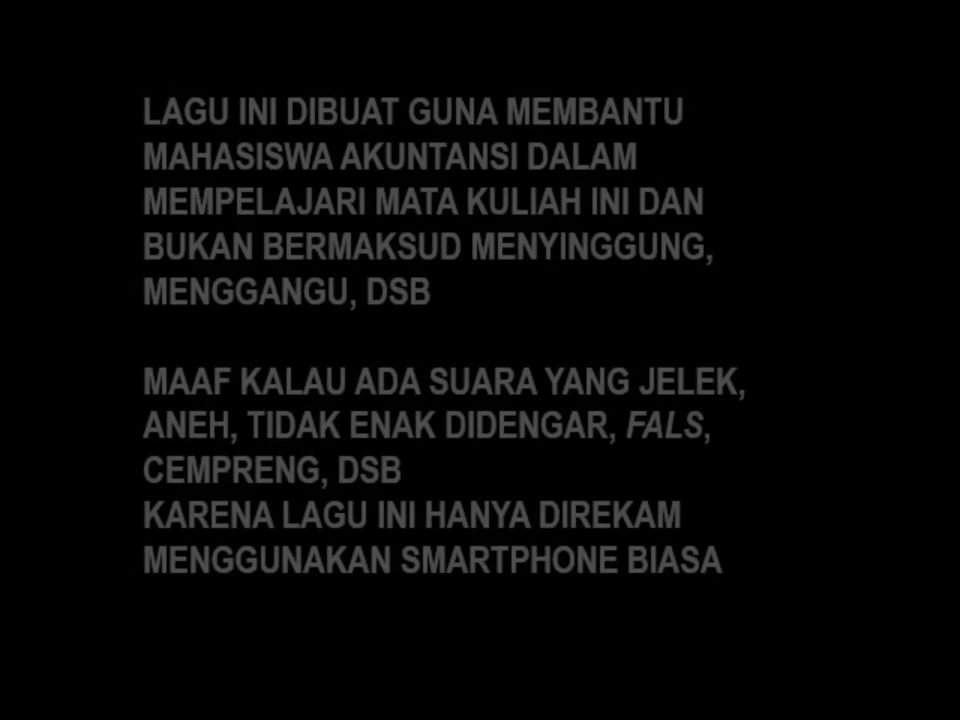 LAGU INI DIBUAT GUNA MEMBANTU
MAHASISWA AKUNTANSI DALAM
MEMPELAJARI MATA KULIAH INI DAN
BUKAN BERMAKSUD MENYINGGUNG,
MENGGANGU, DSB
MAAF KALAU ADA SUARA YANG JELEK,
ANEH, TIDAK ENAK DIDENGAR, FALS,
CEMPRENG, DSB
KARENA LAGU INI HANYA DIREKAM
MENGGUNAKAN SMARTPHONE BIASA